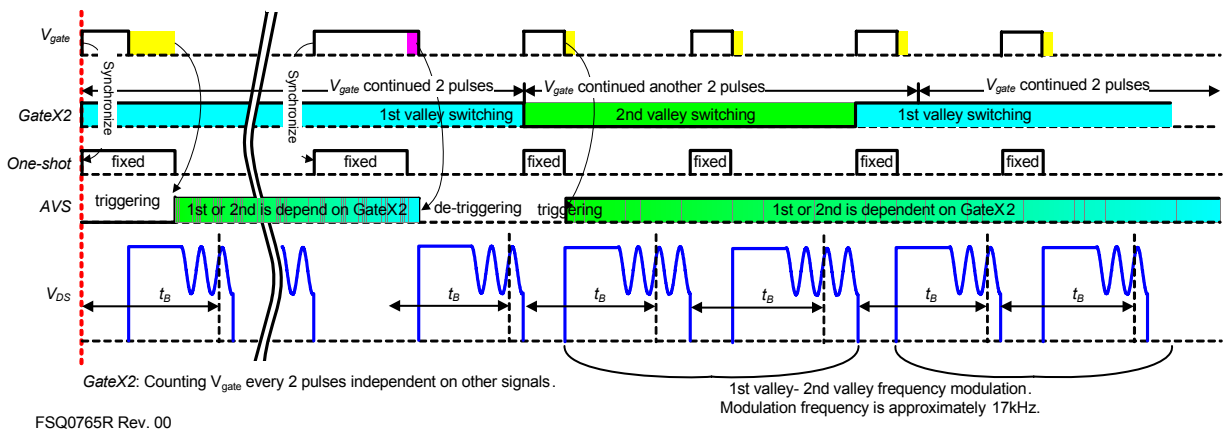 Vgate
Synchronize
Synchronize
Vgate continued 2 pulses
Vgate continued another 2 pulses
Vgate continued 2 pulses
GateX2
1st valley switching
2nd valley switching
1st valley switching
One-shot
fixed
fixed
fixed
fixed
fixed
fixed
AVS
triggering
1st or 2nd is depend on GateX2
de-triggering
triggering
1st or 2nd is dependent on GateX2
VDS
tB
tB
tB
tB
tB
tB
GateX2: Counting Vgate every 2 pulses independent on other signals.
1st valley- 2nd valley frequency modulation.
Modulation frequency is approximately 17kHz.
FSQ0765R Rev. 00